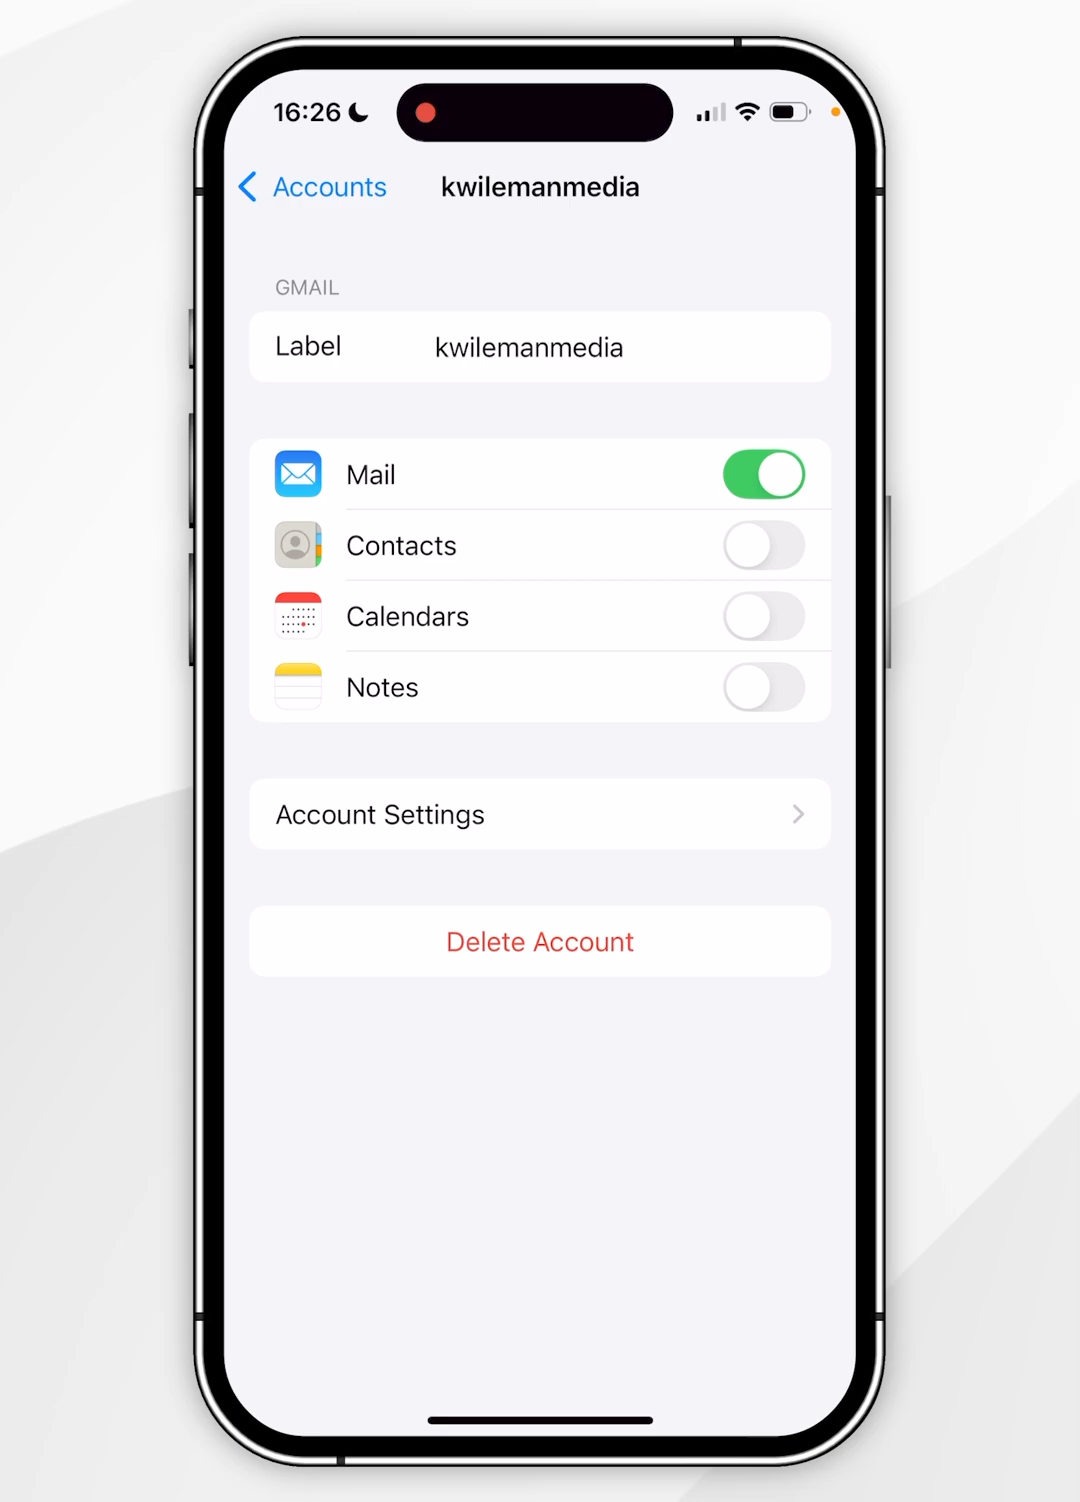 16:26
Accounts
kwilemanmedia
GMAIL
Label kwilemanmedia
Mail
Contacts
Calendars
Notes
Account Settings
Delete Account